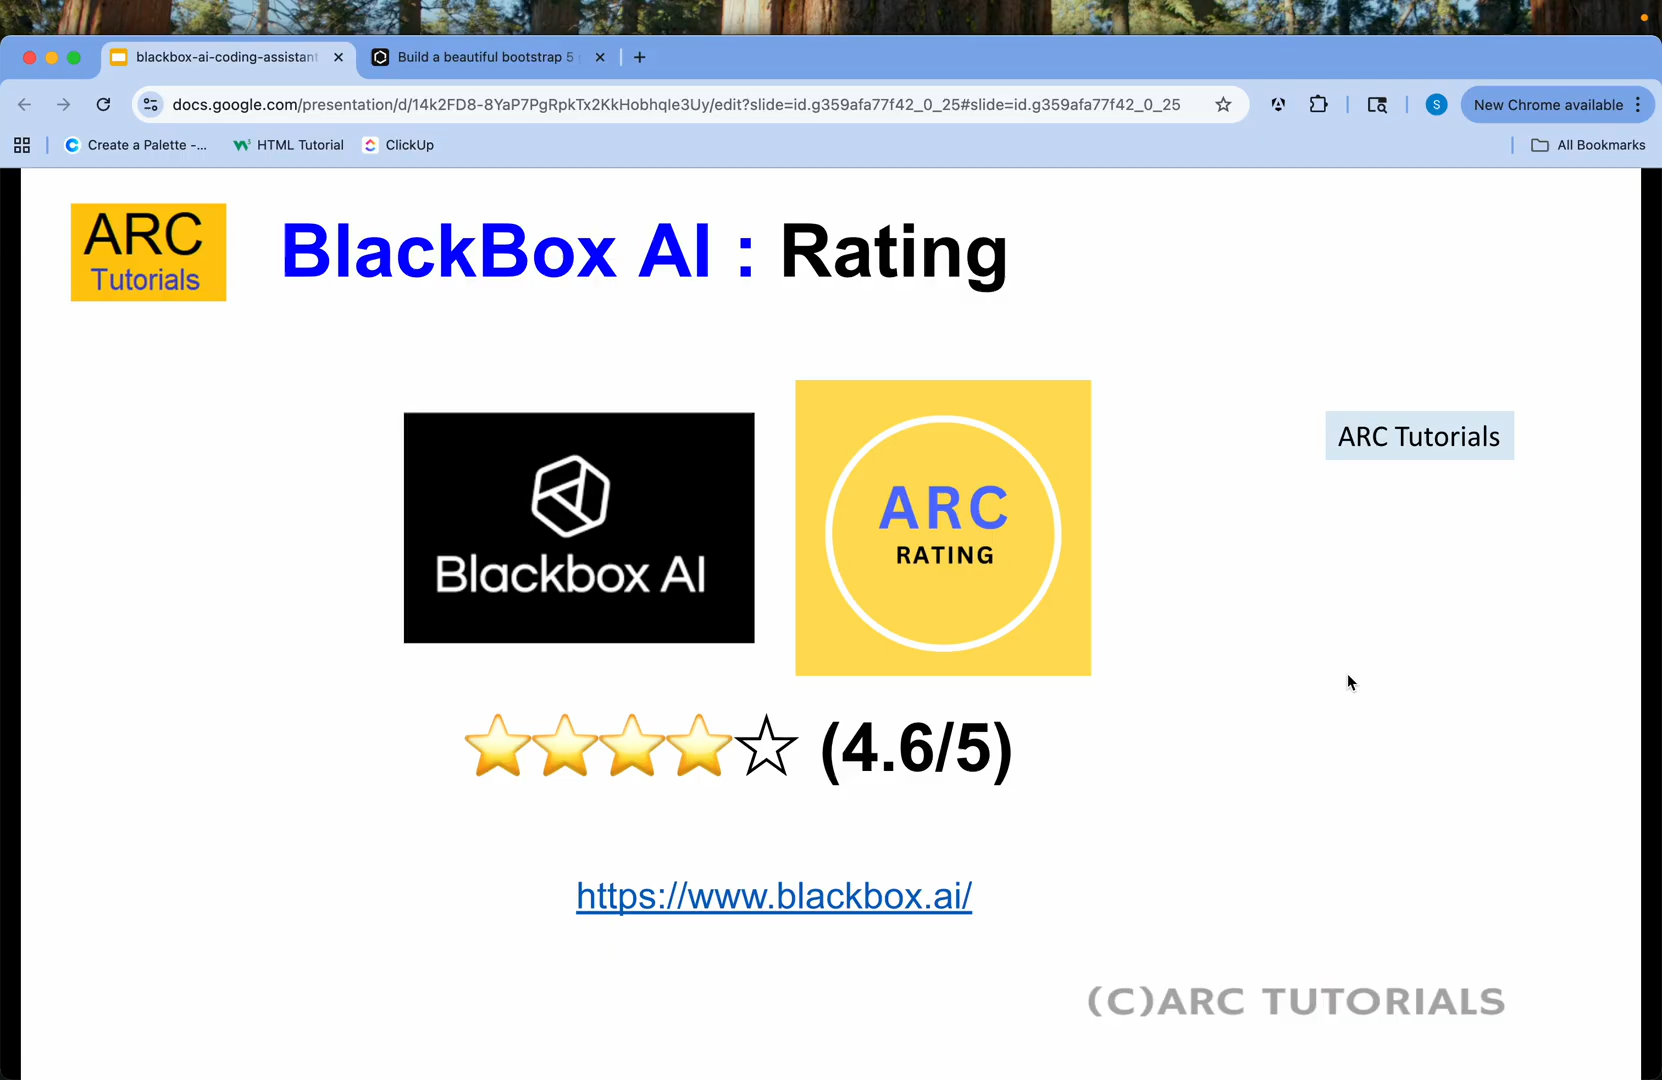 blackbox-ai-coding-assistant
Build a beautiful bootstrap 5
docs.google.com/presentation/d/14k2FD8-8YaP7PgRpkTx2KkHobhqle3Uy/edit?slide=id.g359afa77f42_0_25#slide=id.g359afa77f42_0_25
S
New Chrome available
Create a Palette -...
HTML Tutorial
ClickUp
All Bookmarks
ARC
Tutorials
BlackBox AI : Rating
Blackbox AI
ARC
RATING
ARC Tutorials
(4.6/5)
https://www.blackbox.ai/
(C)ARC TUTORIALS